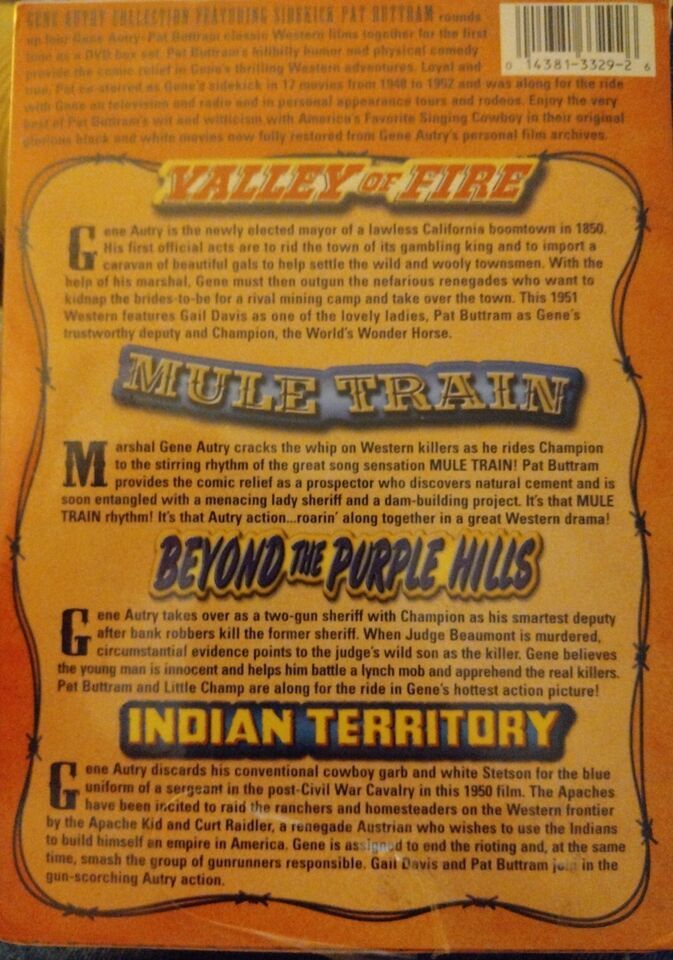 GENE AUTRY COLLECTION FEATURING SIDEKICK PAT BUTTRAM rounds
up four Gene Autry-Pat Buttram classic Western films together for the first
time as a DVD box set. Pat Buttram's hillbilly humor and physical comedy
provide the comic relief in Gene's thrilling Western adventures. Loyal and
true, Pat co-starred as Gene's sidekick in 17 movies from 1948 to 1952 and was along for the ride
with Gene on television and radio and in personal appearance tours and rodeos. Enjoy the very
best of Pat Buttram's wit and witticism with America's Favorite Singing Cowboy in their original
glorious black and white movies now fully restored from Gene Autry's personal film archives.
0 14381-3329-2 6
VALLEY OF FIRE
Gene Autry is the newly elected mayor of a lawless California boomtown in 1850.
His first official acts are to rid the town of its gambling king and to import a
caravan of beautiful gals to help settle the wild and wooly townsmen. With the
help of his marshal, Gene must then outgun the nefarious renegades who want to
kidnap the brides-to-be for a rival mining camp and take over the town. This 1951
Western features Gail Davis as one of the lovely ladies, Pat Buttram as Gene's
trustworthy deputy and Champion, the World's Wonder Horse.
MULE TRAIN
Marshal Gene Autry cracks the whip on Western killers as he rides Champion
to the stirring rhythm of the great song sensation MULE TRAIN! Pat Buttram
provides the comic relief as a prospector who discovers natural cement and is
soon entangled with a menacing lady sheriff and a dam-building project. It's that MULE
TRAIN rhythm! It's that Autry action...roarin' along together in a great Western drama!
BEYOND THE PURPLE HILLS
Gene Autry takes over as a two-gun sheriff with Champion as his smartest deputy
after bank robbers kill the former sheriff. When Judge Beaumont is murdered,
circumstantial evidence points to the judge's wild son as the killer. Gene believes
the young man is innocent and helps him battle a lynch mob and apprehend the real killers.
Pat Buttram and Little Champ are along for the ride in Gene's hottest action picture!
INDIAN TERRITORY
Gene Autry discards his conventional cowboy garb and white Stetson for the blue
uniform of a sergeant in the post-Civil War Cavalry in this 1950 film. The Apaches
have been incited to raid the ranchers and homesteaders on the Western frontier
by the Apache Kid and Curt Raidler, a renegade Austrian who wishes to use the Indians
to build himself an empire in America. Gene is assigned to end the rioting and, at the same
time, smash the group of gunrunners responsible. Gail Davis and Pat Buttram join in the
gun-scorching Autry action.